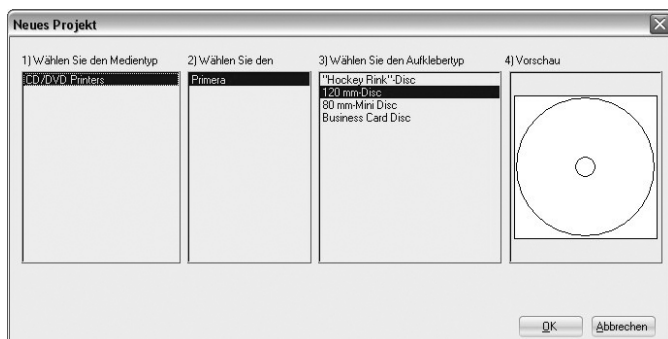 Neues Projekt
1) Wählen Sie den Medientyp
2) Wählen Sie den
3) Wählen Sie den Aufklebertyp
4) Vorschau
CD/DVD Printers
Primera
"Hockey Rink"-Disc
120 mm-Disc
80 mm-Mini Disc
Business Card Disc
OK
Abbrechen